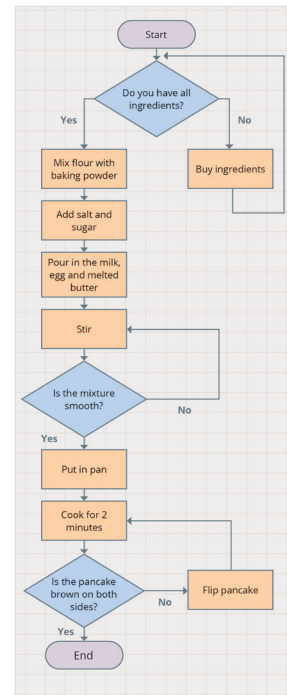 Start
Do you have all
ingredients?
Yes
No
Mix flour with
baking powder
Buy ingredients
Add salt and
sugar
Pour in the milk,
egg and melted
butter
Stir
Is the mixture
smooth?
No
Yes
Put in pan
Cook for 2
minutes
Is the pancake
brown on both
sides?
No
Flip pancake
Yes
End